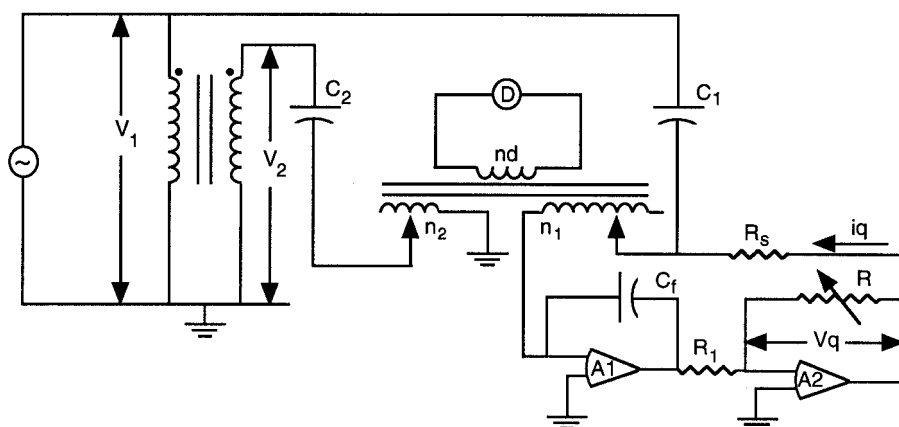 V1
V2
C2
D
nd
n2
n1
C1
Rs
iq
R
Cf
Vq
R1
A1
A2
~